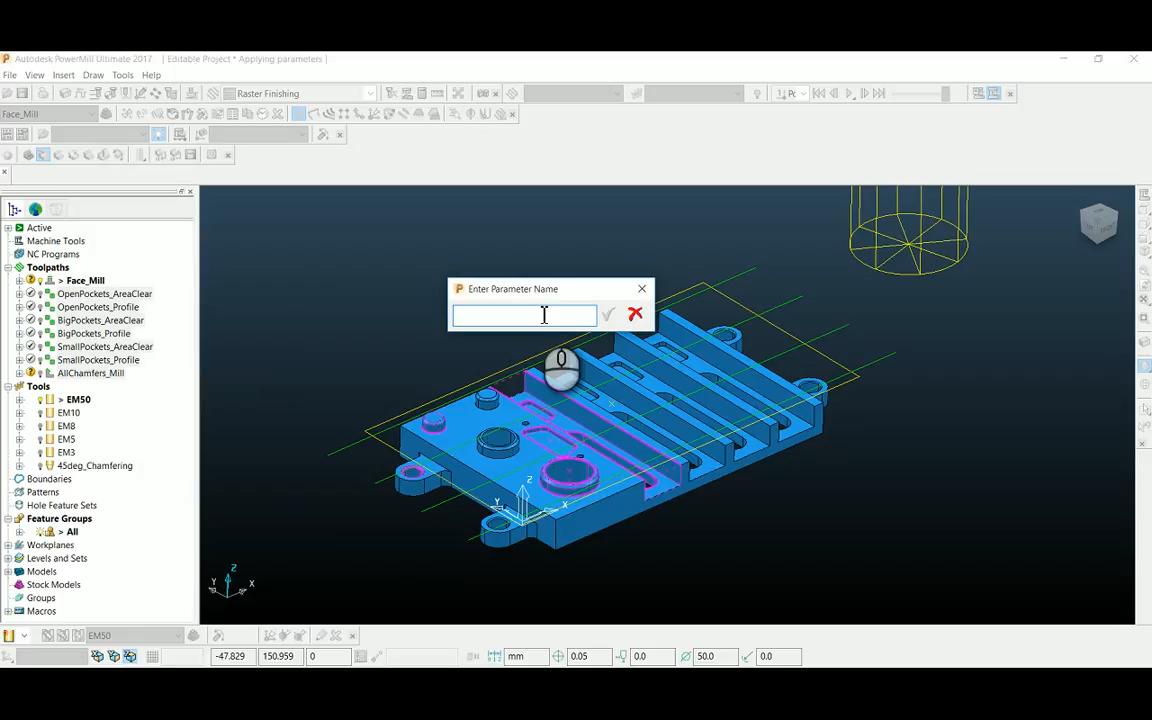 Autodesk PowerMill Ultimate 2017 [ Editable Project * Applying parameters ]
File View Insert Draw Tools Help
Raster Finishing
Face_Mill
Active
Machine Tools
NC Programs
Toolpaths
> Face_Mill
OpenPockets_AreaClear
OpenPockets_Profile
BigPockets_AreaClear
BigPockets_Profile
SmallPockets_AreaClear
SmallPockets_Profile
AllChamfers_Mill
Tools
> EM50
EM10
EM8
EM5
EM3
45deg_Chamfering
Boundaries
Patterns
Hole Feature Sets
Feature Groups
> All
Workplanes
Levels and Sets
Models
Stock Models
Groups
Macros
Enter Parameter Name
Z
Y
X
Z
Y
X
EM50
-47.829 150.959 0 mm 0.05 0.0 50.0 0.0